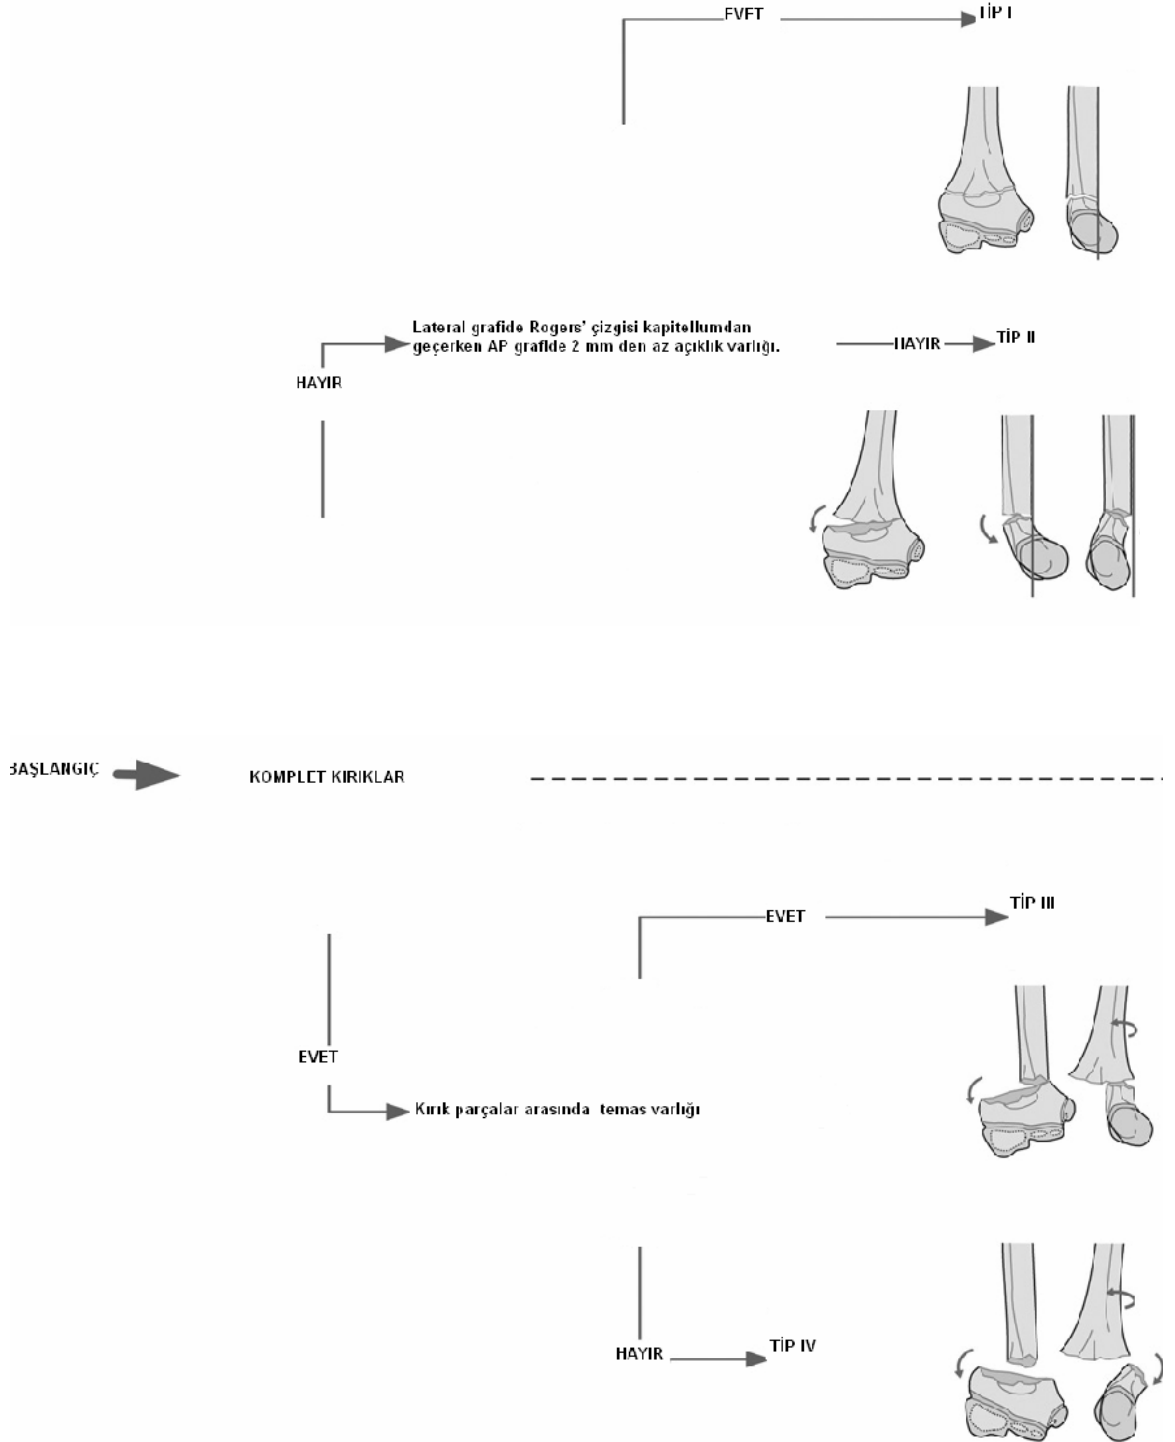 EVET
TİP I
Lateral grafide Rogers’ çizgisi kapitellumdan
geçerken AP grafide 2 mm den az açıklık varlığı.
HAYIR
TİP II
HAYIR
BAŞLANGIÇ
KOMPLET KIRIKLAR
EVET
TİP III
EVET
Kırık parçalar arasında temas varlığı
HAYIR
TİP IV